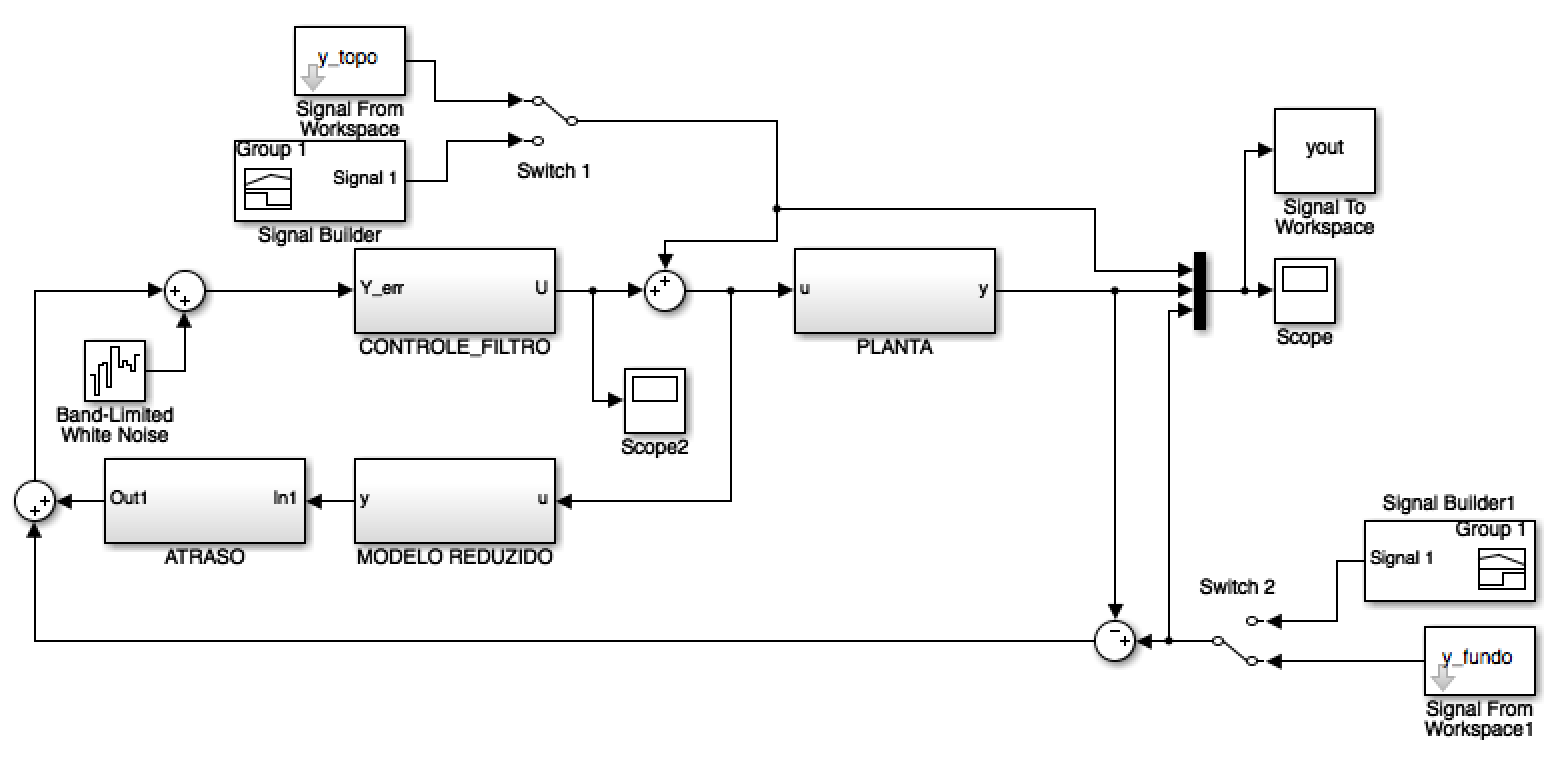 y_topo
Signal From
Workspace
Group 1
Signal 1
Signal Builder
Switch 1
yout
Signal To
Workspace
Y_err
U
CONTROLE_FILTRO
+
+
+
+
u
y
PLANTA
Scope
Band-Limited
White Noise
Scope2
Out1
In1
ATRASO
y
u
MODELO REDUZIDO
+
+
Signal Builder1
Group 1
Signal 1
Switch 2
−
+
y_fundo
Signal From
Workspace1